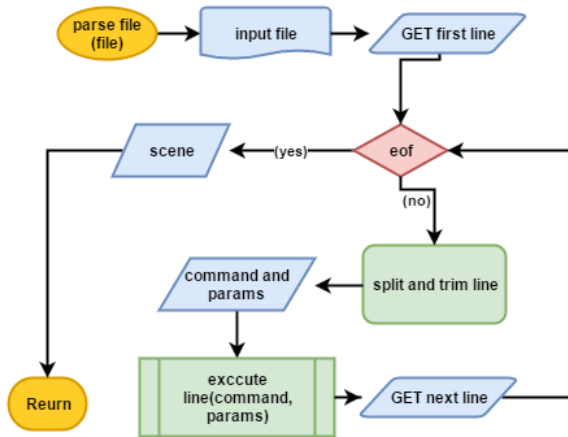 parse file
(file)
input file
GET first line
eof
(yes)
scene
(no)
split and trim line
command and
params
exccute
line(command,
params)
GET next line
Reurn